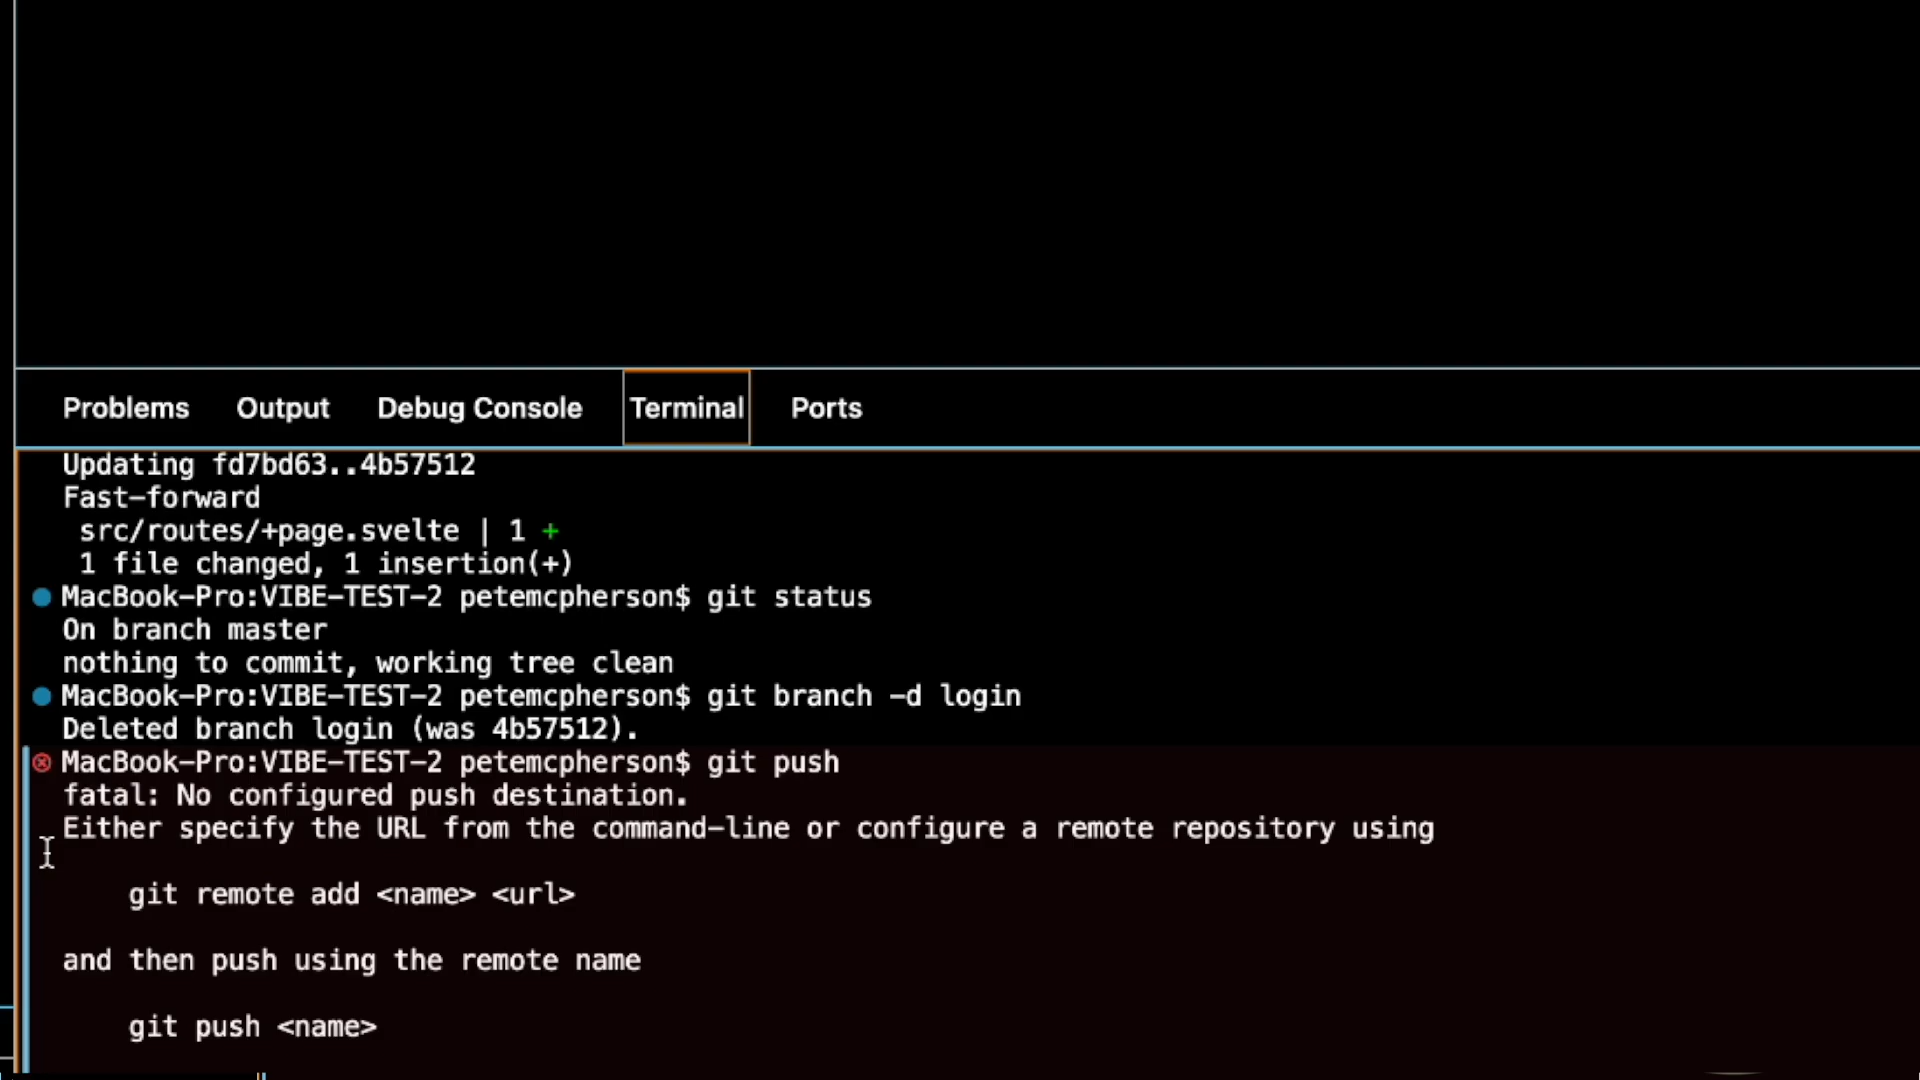 Problems Output Debug Console Terminal Ports
Updating fd7bd63..4b57512
Fast-forward
src/routes/+page.svelte | 1 +
1 file changed, 1 insertion(+)
MacBook-Pro:VIBE-TEST-2 petemcpherson$ git status
On branch master
nothing to commit, working tree clean
MacBook-Pro:VIBE-TEST-2 petemcpherson$ git branch -d login
Deleted branch login (was 4b57512).
MacBook-Pro:VIBE-TEST-2 petemcpherson$ git push
fatal: No configured push destination.
Either specify the URL from the command-line or configure a remote repository using
git remote add <name> <url>
and then push using the remote name
git push <name>